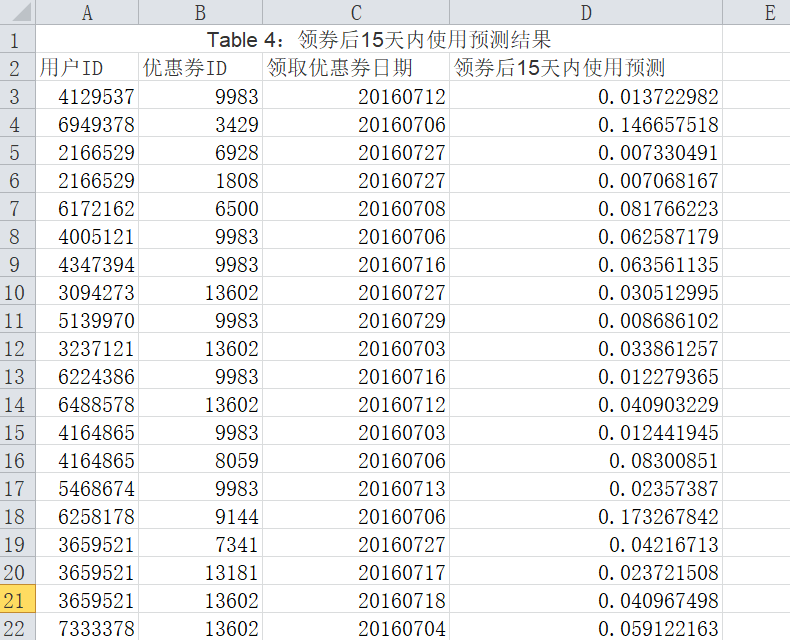 A B C D E
1 Table 4：领券后15天内使用预测结果
2 用户ID 优惠券ID 领取优惠券日期 领券后15天内使用预测
3 4129537 9983 20160712 0.013722982
4 6949378 3429 20160706 0.146657518
5 2166529 6928 20160727 0.007330491
6 2166529 1808 20160727 0.007068167
7 6172162 6500 20160708 0.081766223
8 4005121 9983 20160706 0.062587179
9 4347394 9983 20160716 0.063561135
10 3094273 13602 20160727 0.030512995
11 5139970 9983 20160729 0.008686102
12 3237121 13602 20160703 0.033861257
13 6224386 9983 20160716 0.012279365
14 6488578 13602 20160712 0.040903229
15 4164865 9983 20160703 0.012441945
16 4164865 8059 20160706 0.08300851
17 5468674 9983 20160713 0.02357387
18 6258178 9144 20160706 0.173267842
19 3659521 7341 20160727 0.04216713
20 3659521 13181 20160717 0.023721508
21 3659521 13602 20160718 0.040967498
22 7333378 13602 20160704 0.059122163